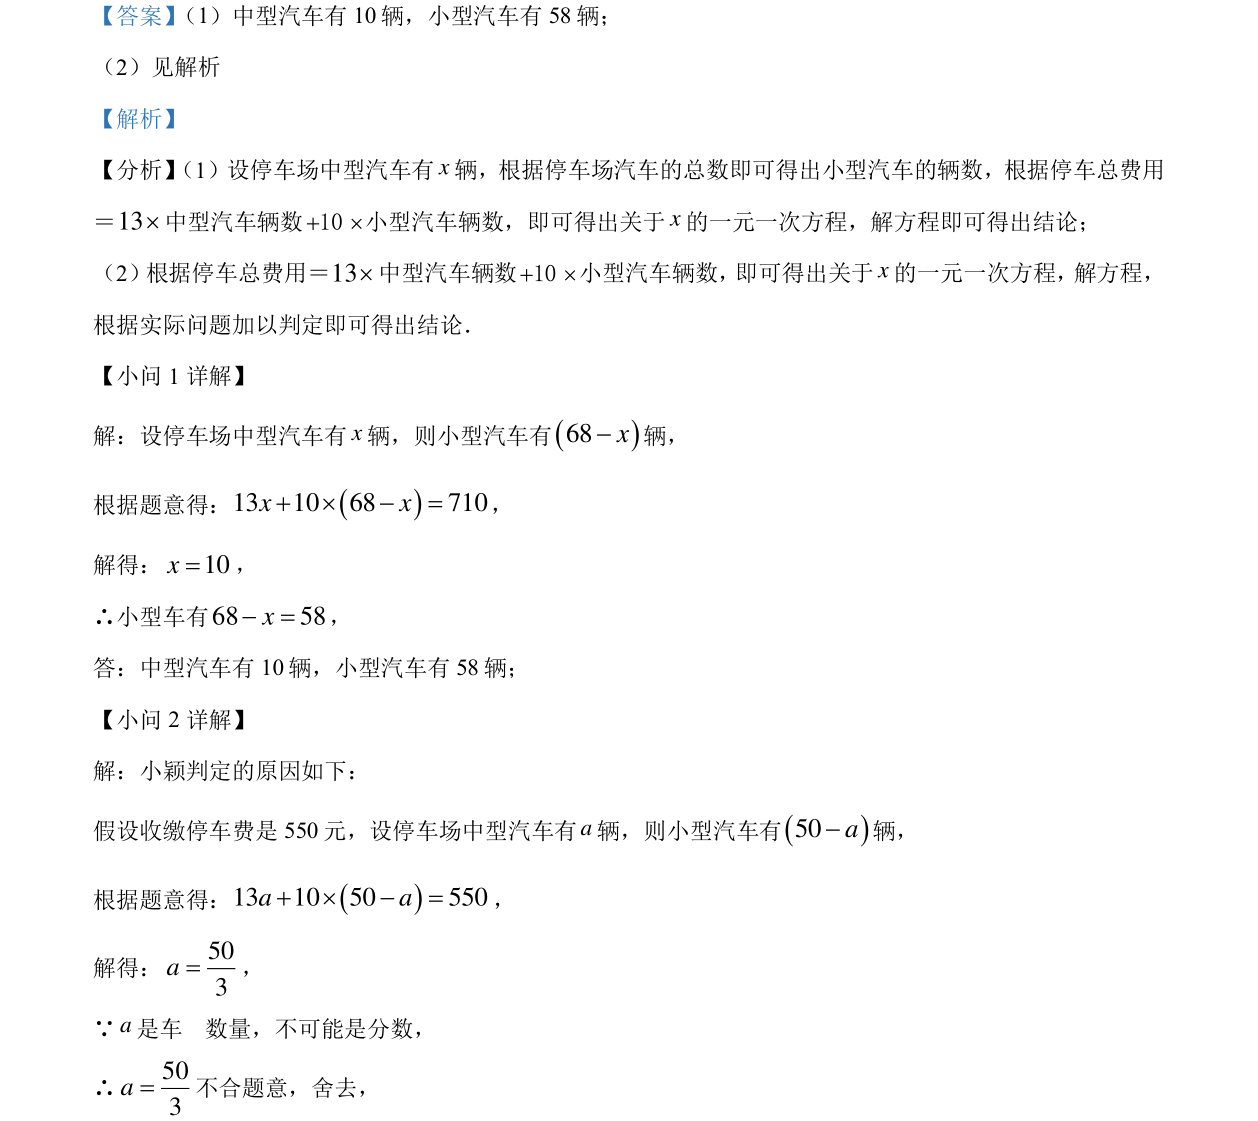 【答案】（1）中型汽车有 10 辆，小型汽车有 58 辆；
（2）见解析
【解析】
【分析】（1）设停车场中型汽车有 x 辆，根据停车场汽车的总数即可得出小型汽车的辆数，根据停车总费用
＝13× 中型汽车辆数 +10 ×小型汽车辆数，即可得出关于 x 的一元一次方程，解方程即可得出结论；
（2）根据停车总费用＝13× 中型汽车辆数 +10 ×小型汽车辆数，即可得出关于 x 的一元一次方程，解方程，
根据实际问题加以判定即可得出结论．
【小问 1 详解】
解：设停车场中型汽车有 x 辆，则小型汽车有 (68 − x) 辆，
根据题意得：13x +10×(68 − x) = 710，
解得：x = 10，
∴小型车有 68 − x = 58，
答：中型汽车有 10 辆，小型汽车有 58 辆；
【小问 2 详解】
解：小颖判定的原因如下：
假设收缴停车费是 550 元，设停车场中型汽车有 a 辆，则小型汽车有 (50 − a) 辆，
根据题意得：13a +10×(50 − a) = 550，
解得：a = 50/3，
∵ a 是车 数量，不可能是分数，
∴ a = 50/3 不合题意，舍去，